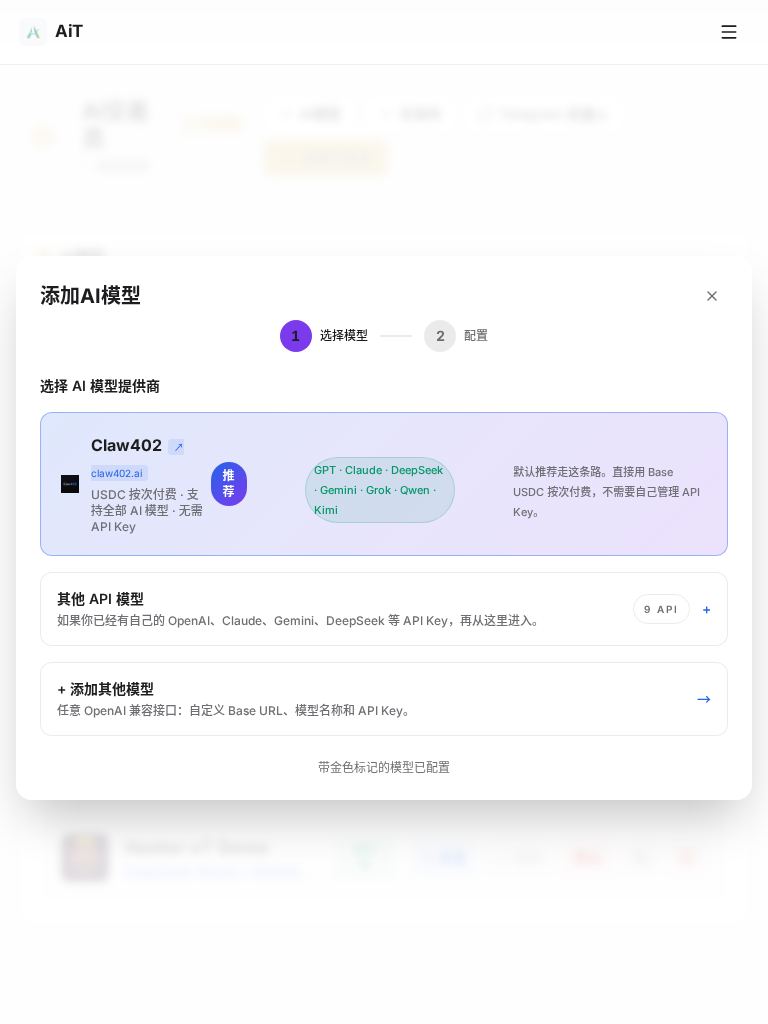 AiT
添加AI模型
1 选择模型 2 配置
选择 AI 模型提供商
Claw402 ↗
claw402.ai
USDC 按次付费 · 支
持全部 AI 模型 · 无需
API Key
推
荐
GPT · Claude · DeepSeek
· Gemini · Grok · Qwen ·
Kimi
默认推荐走这条路。直接用 Base
USDC 按次付费，不需要自己管理 API
Key。
其他 API 模型
如果你已经有自己的 OpenAI、Claude、Gemini、DeepSeek 等 API Key，再从这里进入。
9 API +
+ 添加其他模型
任意 OpenAI 兼容接口：自定义 Base URL、模型名称和 API Key。
→
带金色标记的模型已配置